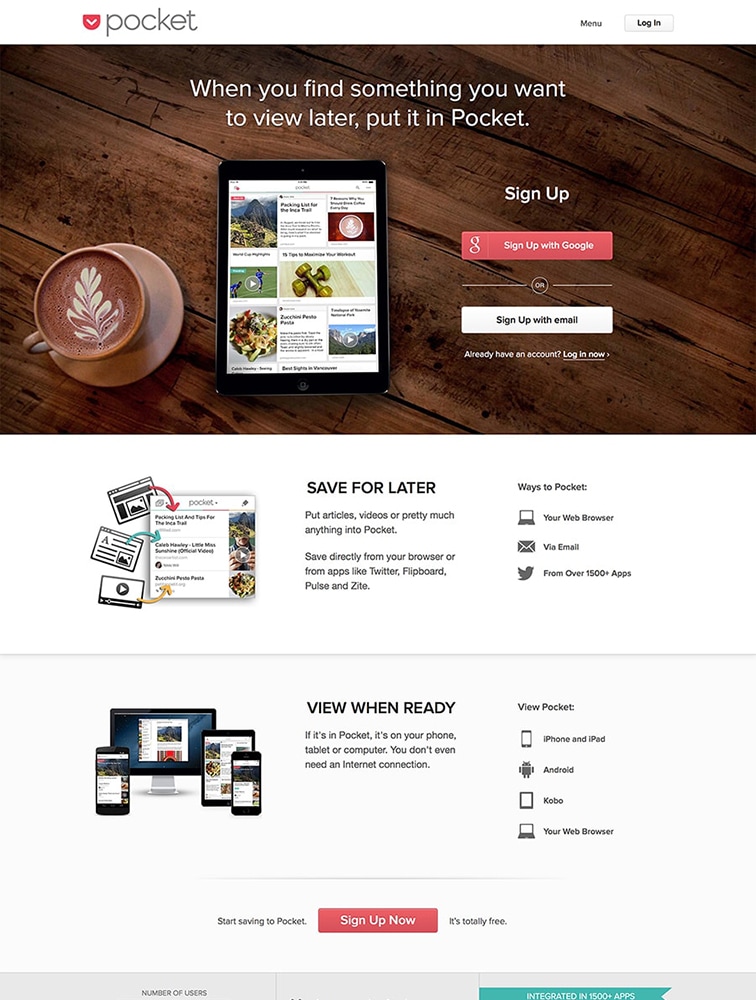 pocket
Menu
Log In
When you find something you want
to view later, put it in Pocket.
pocket
Packing List for
the Inca Trail
7 Reasons Why You
Should Drink Coffee
Every Day
World Cup Highlights
15 Tips to Maximize Your Workout
Zucchini Pesto
Pasta
Timelapse of Yosemite
National Park
Caleb Hawley - Seeing
Best Sights in Vancouver
Sign Up
Sign Up with Google
OR
Sign Up with email
Already have an account? Log in now ›
pocket
Packing List And Tips For
The Inca Trail
Caleb Hawley - Little Miss
Sunshine (Official Video)
Zucchini Pesto Pasta
SAVE FOR LATER
Put articles, videos or pretty much
anything into Pocket.
Save directly from your browser or
from apps like Twitter, Flipboard,
Pulse and Zite.
Ways to Pocket:
Your Web Browser
Via Email
From Over 1500+ Apps
VIEW WHEN READY
If it's in Pocket, it's on your phone,
tablet or computer. You don't even
need an Internet connection.
View Pocket:
iPhone and iPad
Android
Kobo
Your Web Browser
Start saving to Pocket.
Sign Up Now
It's totally free.
NUMBER OF USERS
INTEGRATED IN 1500+ APPS